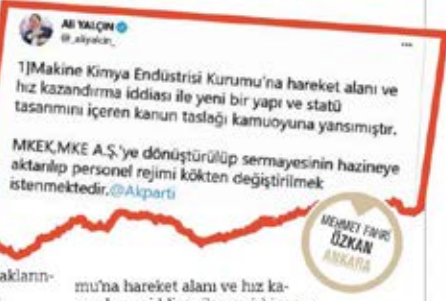 Ali YALÇIN
@_aliyalcin_
1]Makine Kimya Endüstrisi Kurumu'na hareket alanı ve
hız kazandırma iddiası ile yeni bir yapı ve statü
tasarımını içeren kanun taslağı kamuoyuna yansımıştır.
MKEK,MKE A.Ş.'ye dönüştürülüp sermayesinin hazineye
aktarılıp personel rejimi kökten değiştirilmek
istenmektedir.@Akparti
MEHMET FAHRİ
ÖZKAN
ANKARA
akların-
mu'na hareket alanı ve hız ka-